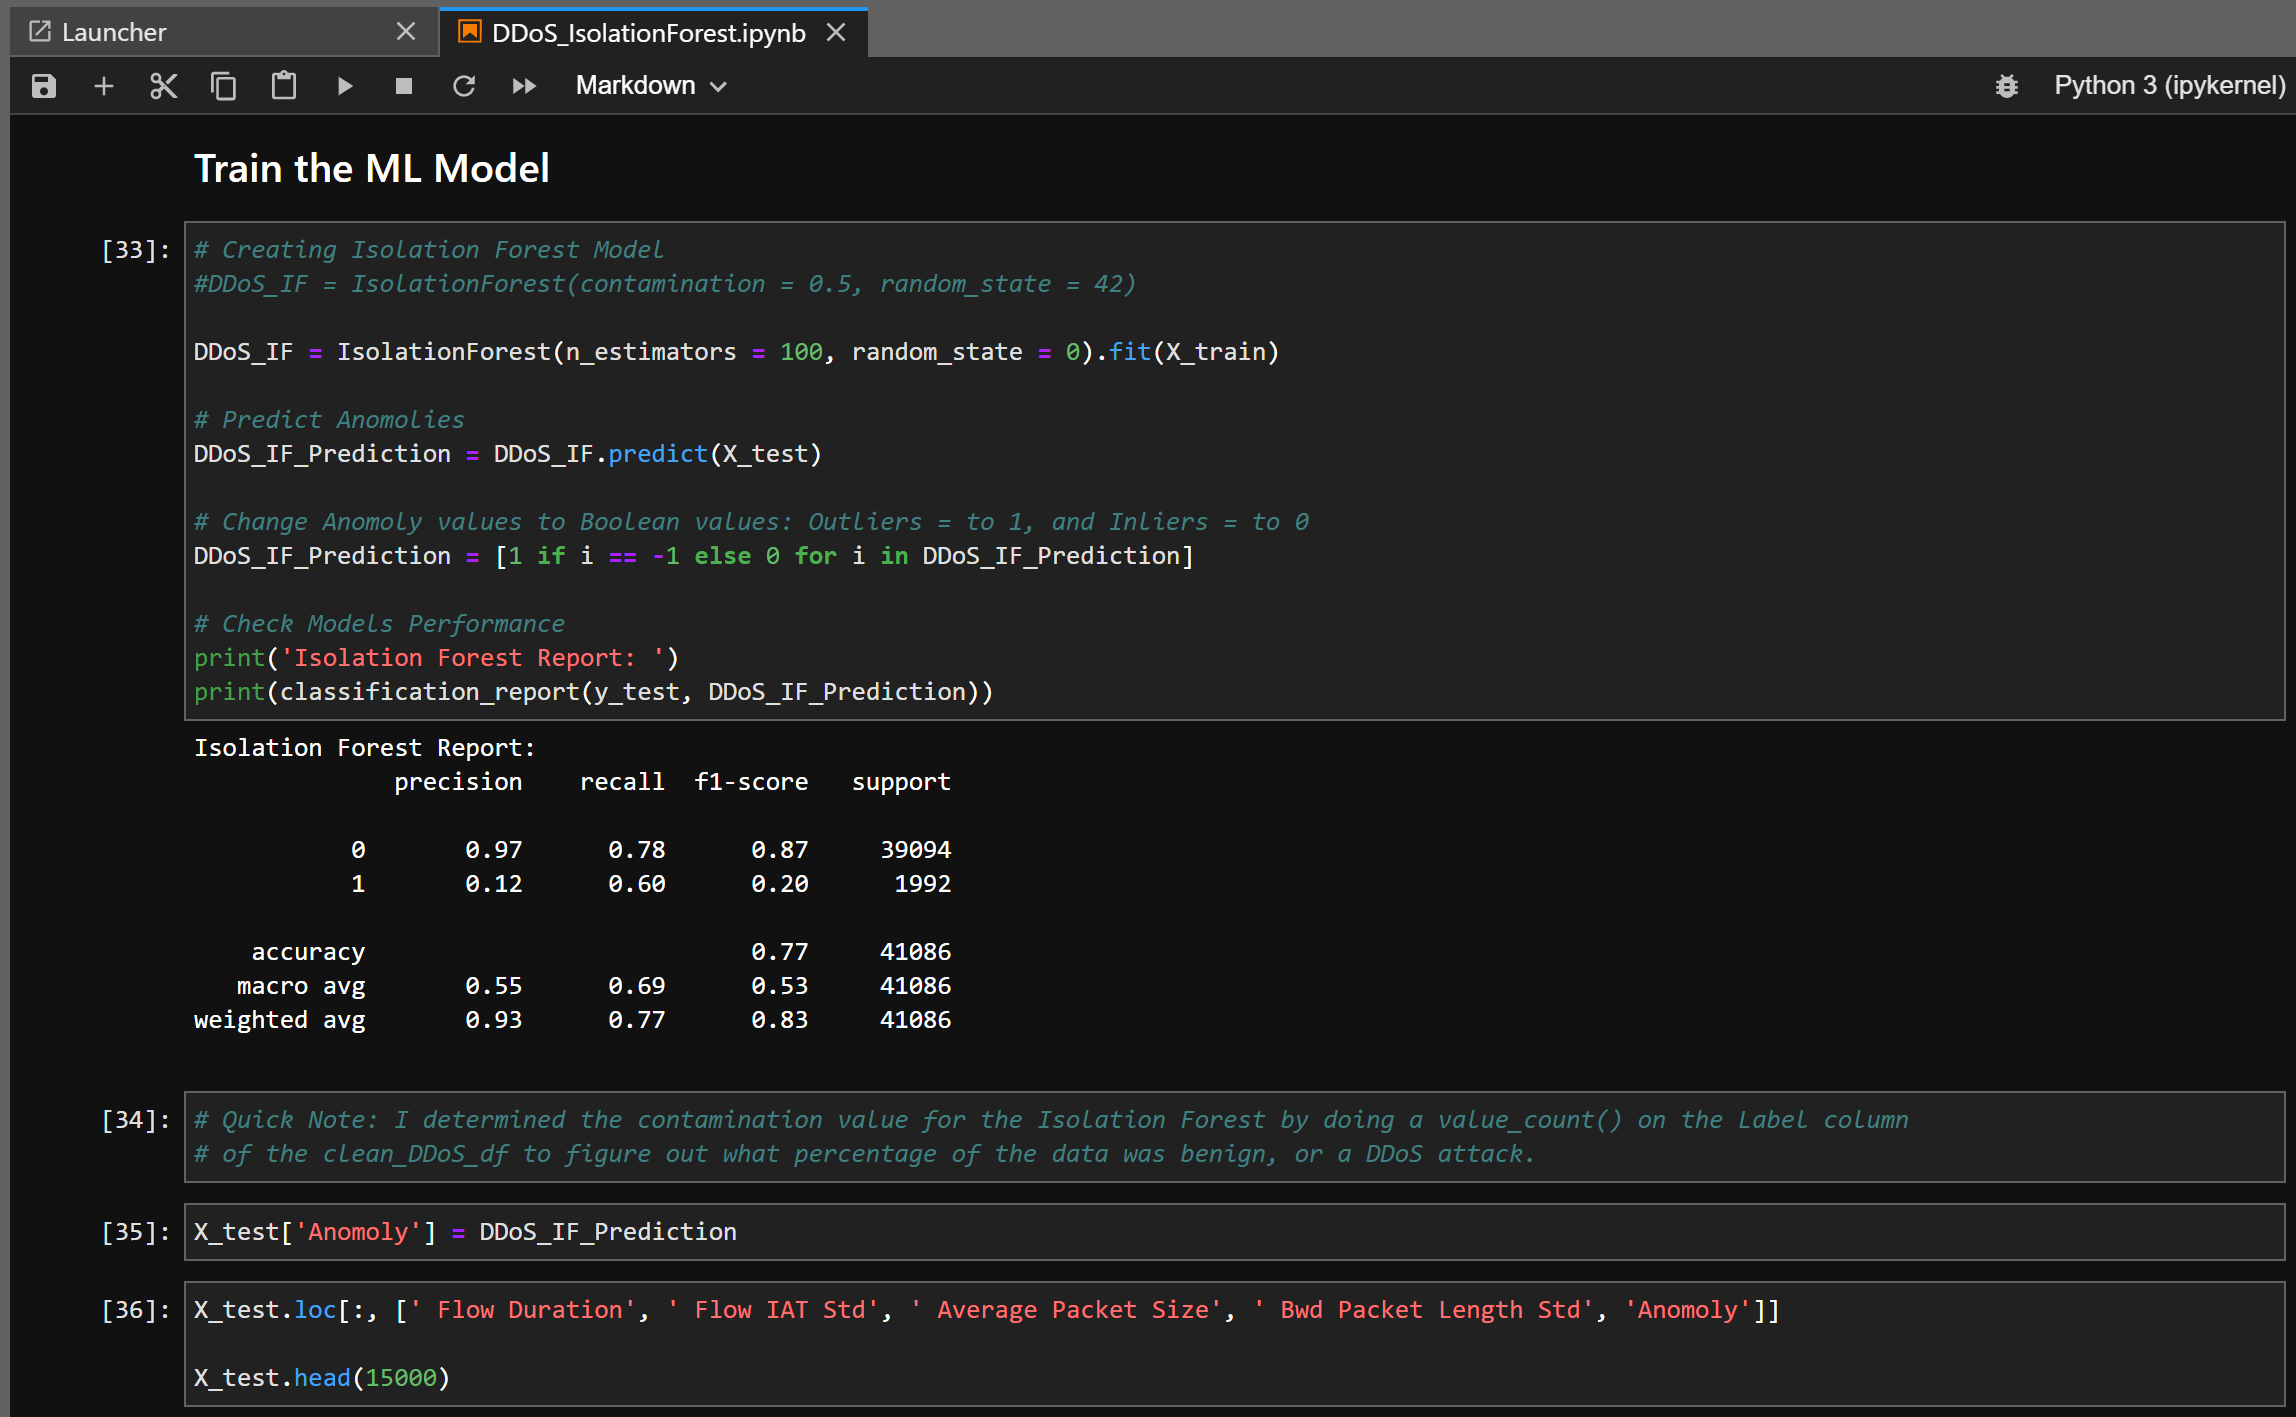 Launcher
DDoS_IsolationForest.ipynb
Markdown
Python 3 (ipykernel)
Train the ML Model
[33]:
# Creating Isolation Forest Model
#DDoS_IF = IsolationForest(contamination = 0.5, random_state = 42)
DDoS_IF = IsolationForest(n_estimators = 100, random_state = 0).fit(X_train)
# Predict Anomolies
DDoS_IF_Prediction = DDoS_IF.predict(X_test)
# Change Anomoly values to Boolean values: Outliers = to 1, and Inliers = to 0
DDoS_IF_Prediction = [1 if i == -1 else 0 for i in DDoS_IF_Prediction]
# Check Models Performance
print('Isolation Forest Report: ')
print(classification_report(y_test, DDoS_IF_Prediction))
Isolation Forest Report:
precision recall f1-score support
0 0.97 0.78 0.87 39094
1 0.12 0.60 0.20 1992
accuracy 0.77 41086
macro avg 0.55 0.69 0.53 41086
weighted avg 0.93 0.77 0.83 41086
[34]:
# Quick Note: I determined the contamination value for the Isolation Forest by doing a value_count() on the Label column
# of the clean_DDoS_df to figure out what percentage of the data was benign, or a DDoS attack.
[35]:
X_test['Anomoly'] = DDoS_IF_Prediction
[36]:
X_test.loc[:, [' Flow Duration', ' Flow IAT Std', ' Average Packet Size', ' Bwd Packet Length Std', 'Anomoly']]
X_test.head(15000)